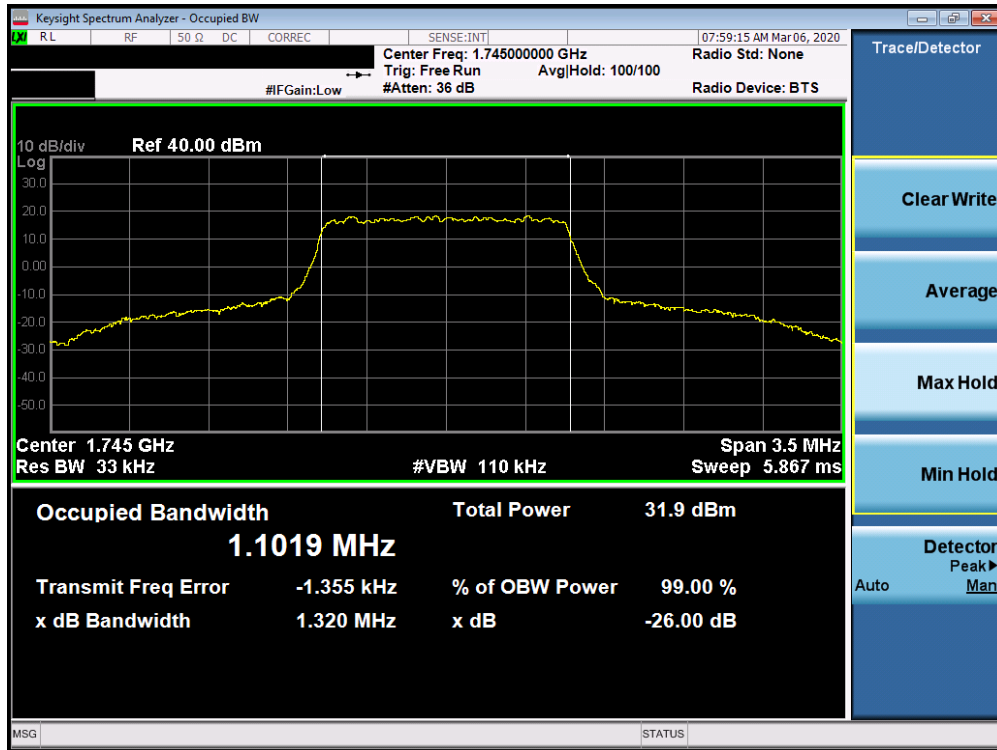 Keysight Spectrum Analyzer - Occupied BW
LXI RL RF 50 Ω DC CORREC SENSE:INT 07:59:15 AM Mar 06, 2020
Center Freq: 1.745000000 GHz Radio Std: None
Trig: Free Run Avg|Hold: 100/100
#IFGain:Low #Atten: 36 dB Radio Device: BTS
10 dB/div Ref 40.00 dBm
Log
30.0
20.0
10.0
0.00
-10.0
-20.0
-30.0
-40.0
-50.0
Center 1.745 GHz Span 3.5 MHz
Res BW 33 kHz #VBW 110 kHz Sweep 5.867 ms
Occupied Bandwidth Total Power 31.9 dBm
1.1019 MHz
Transmit Freq Error -1.355 kHz % of OBW Power 99.00 %
x dB Bandwidth 1.320 MHz x dB -26.00 dB
MSG STATUS
Trace/Detector
Clear Write
Average
Max Hold
Min Hold
Detector
Peak▶
Auto Man